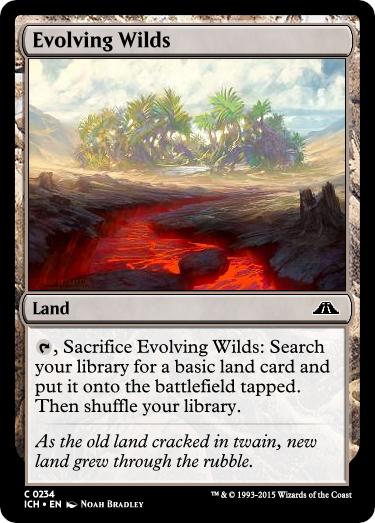 Evolving Wilds
Land
, Sacrifice Evolving Wilds: Search
your library for a basic land card and
put it onto the battlefield tapped.
Then shuffle your library.
As the old land cracked in twain, new
land grew through the rubble.
C 0234
ICH • EN Noah Bradley
™ & © 1993-2015 Wizards of the Coast